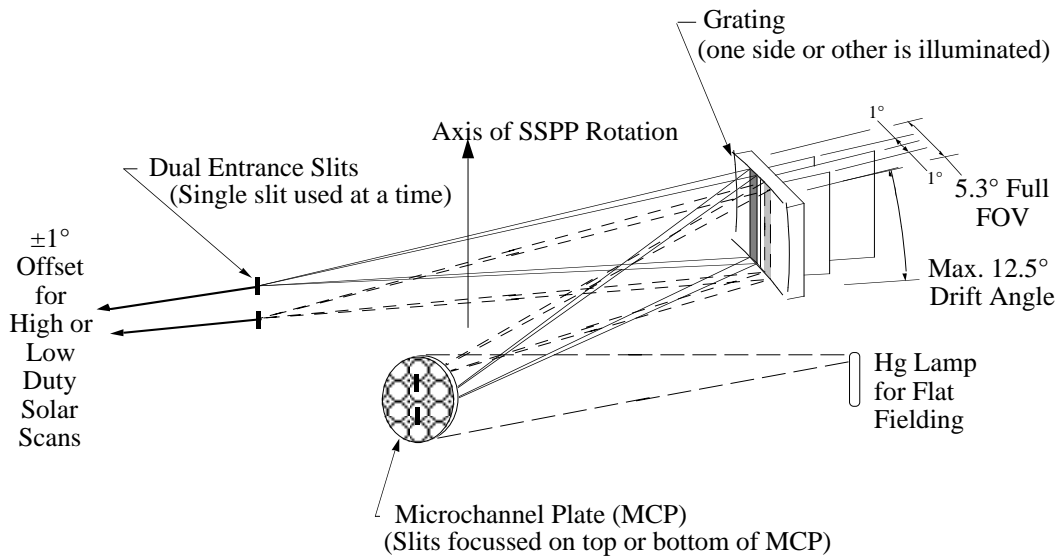 Grating
(one side or other is illuminated)
1°
Axis of SSPP Rotation
Dual Entrance Slits
(Single slit used at a time)
1°
5.3° Full
FOV
±1°
Offset
for
High or
Low
Duty
Solar
Scans
Max. 12.5°
Drift Angle
Hg Lamp
for Flat
Fielding
Microchannel Plate (MCP)
(Slits focussed on top or bottom of MCP)